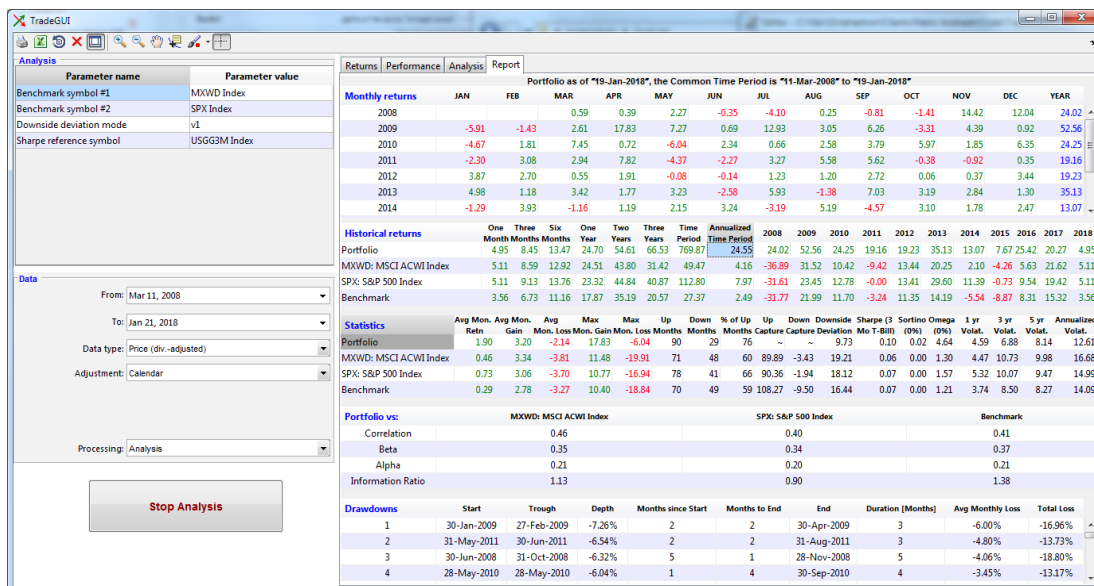 TradeGUI
Analysis
Parameter name Parameter value
Benchmark symbol #1 MXWD Index
Benchmark symbol #2 SPX Index
Downside deviation mode v1
Sharpe reference symbol USGG3M Index
Data
From: Mar 11, 2008
To: Jan 21, 2018
Data type: Price (div.-adjusted)
Adjustment: Calendar
Processing: Analysis
Stop Analysis
Returns Performance Analysis Report
Portfolio as of "19-Jan-2018", the Common Time Period is "11-Mar-2008" to "19-Jan-2018"
Monthly returns JAN FEB MAR APR MAY JUN JUL AUG SEP OCT NOV DEC YEAR
2008 0.59 0.39 2.27 -0.35 -4.10 0.25 -0.81 -1.41 14.42 12.04 24.02
2009 -5.91 -1.43 2.61 17.83 7.27 0.69 12.93 3.05 6.26 -3.31 4.39 0.92 52.56
2010 -4.67 1.81 7.45 0.72 -6.04 2.34 0.66 2.58 3.79 5.97 1.85 6.35 24.25
2011 -2.30 3.08 2.94 7.82 -4.37 -2.27 3.27 5.58 5.62 -0.38 -0.92 0.35 19.16
2012 3.87 2.70 0.55 1.91 -0.08 -0.14 1.23 1.20 2.72 0.06 0.37 3.44 19.23
2013 4.98 1.18 3.42 1.77 3.23 -2.58 5.93 -1.38 7.03 3.19 2.84 1.30 35.13
2014 -1.29 3.93 -1.16 1.19 2.15 3.24 -3.19 5.19 -4.57 3.10 1.78 2.47 13.07
Historical returns One Month Three Months Six Months One Year Two Years Three Years Time Period Annualized Time Period 2008 2009 2010 2011 2012 2013 2014 2015 2016 2017 2018
Portfolio 4.95 8.45 13.47 24.70 54.61 66.53 769.87 24.55 24.02 52.56 24.25 19.16 19.23 35.13 13.07 7.67 25.42 20.27 4.95
MXWD: MSCI ACWI Index 5.11 8.59 12.92 24.51 43.80 31.42 49.47 4.16 -36.89 31.52 10.42 -9.42 13.44 20.25 2.10 -4.26 5.63 21.62 5.11
SPX: S&P 500 Index 5.11 9.13 13.76 23.32 44.84 40.87 112.80 7.97 -31.61 23.45 12.78 -0.00 13.41 29.60 11.39 -0.73 9.54 19.42 5.11
Benchmark 3.56 6.73 11.16 17.87 35.19 20.57 27.37 2.49 -31.77 21.99 11.70 -3.24 11.35 14.19 -5.54 -8.87 8.31 15.32 3.56
Statistics Avg Mon. Retn Avg Mon. Gain Avg Mon. Loss Max Mon. Gain Max Mon. Loss Up Months Down Months % of Up Months Up Capture Down Capture Downside Deviation Sharpe (3 Mo T-Bill) Sortino (0%) Omega (0%) 1 yr Volat. 3 yr Volat. 5 yr Volat. Annualized Volat.
Portfolio 1.90 3.20 -2.14 17.83 -6.04 90 29 76 ~ ~ 9.73 0.10 0.02 4.64 4.59 6.88 8.14 12.61
MXWD: MSCI ACWI Index 0.46 3.34 -3.81 11.48 -19.91 71 48 60 89.89 -3.43 19.21 0.06 0.00 1.30 4.47 10.73 9.98 16.68
SPX: S&P 500 Index 0.73 3.06 -3.70 10.77 -16.94 78 41 66 90.36 -1.94 18.12 0.07 0.00 1.57 5.32 10.07 9.47 14.99
Benchmark 0.29 2.78 -3.27 10.40 -18.84 70 49 59 108.27 -9.50 16.44 0.07 0.00 1.21 3.74 8.50 8.27 14.09
Portfolio vs: MXWD: MSCI ACWI Index SPX: S&P 500 Index Benchmark
Correlation 0.46 0.40 0.41
Beta 0.35 0.34 0.37
Alpha 0.21 0.20 0.21
Information Ratio 1.13 0.90 1.38
Drawdowns Start Trough Depth Months since Start Months to End End Duration [Months] Avg Monthly Loss Total Loss
1 30-Jan-2009 27-Feb-2009 -7.26% 2 2 30-Apr-2009 3 -6.00% -16.96%
2 31-May-2011 30-Jun-2011 -6.54% 2 2 31-Aug-2011 3 -4.80% -13.73%
3 30-Jun-2008 31-Oct-2008 -6.32% 5 1 28-Nov-2008 5 -4.06% -18.80%
4 28-May-2010 28-May-2010 -6.04% 1 4 30-Sep-2010 4 -3.45% -13.17%